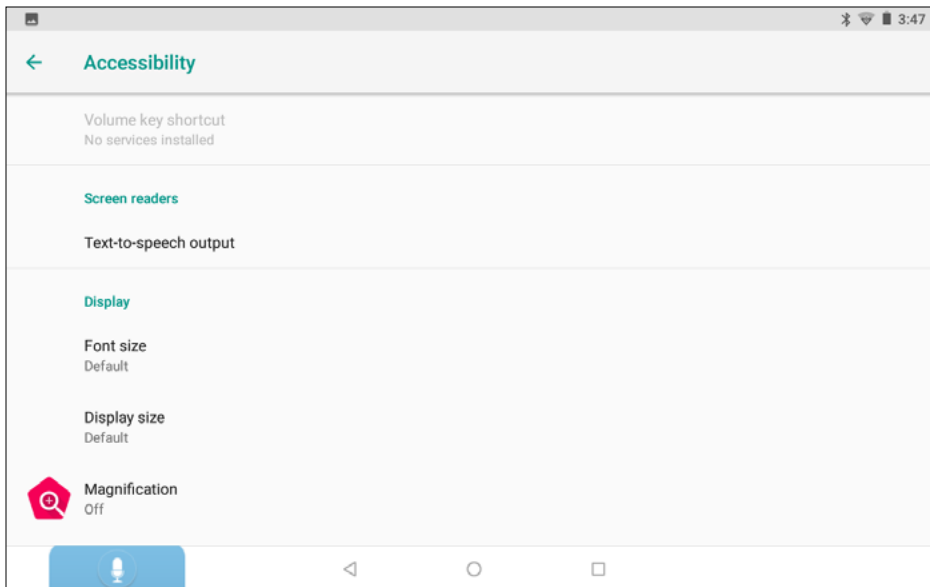 3:47
Accessibility
Volume key shortcut
No services installed
Screen readers
Text-to-speech output
Display
Font size
Default
Display size
Default
Magnification
Off